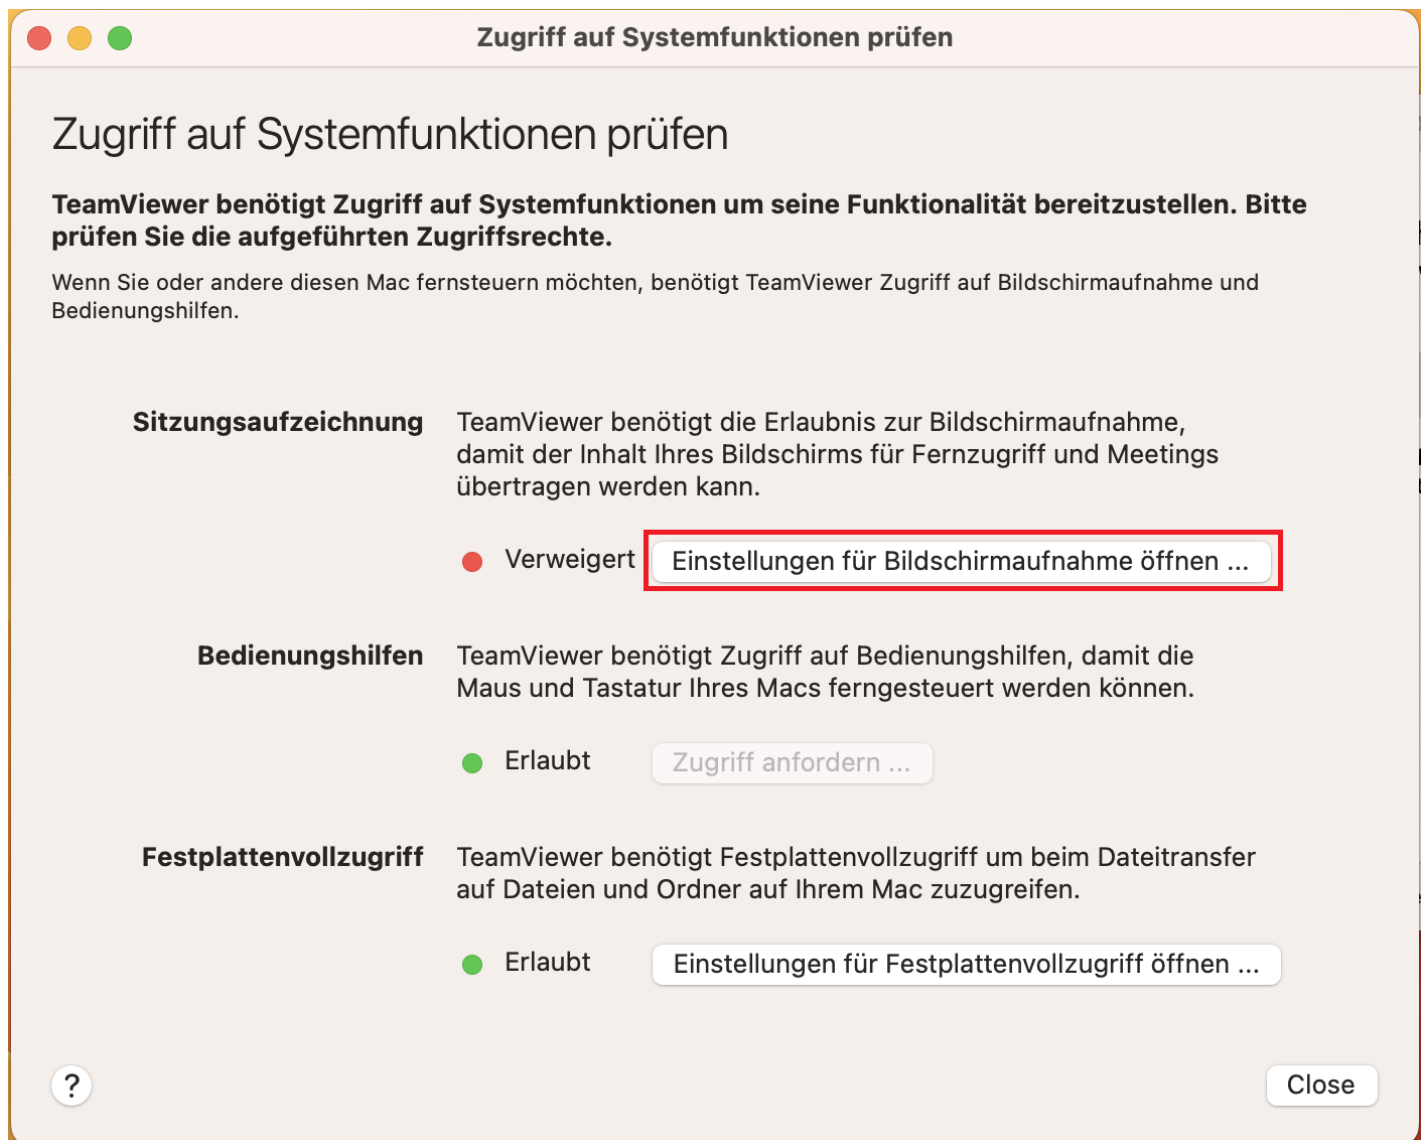 Zugriff auf Systemfunktionen prüfen
Zugriff auf Systemfunktionen prüfen
TeamViewer benötigt Zugriff auf Systemfunktionen um seine Funktionalität bereitzustellen. Bitte
prüfen Sie die aufgeführten Zugriffsrechte.
Wenn Sie oder andere diesen Mac fernsteuern möchten, benötigt TeamViewer Zugriff auf Bildschirmaufnahme und
Bedienungshilfen.
Sitzungsaufzeichnung TeamViewer benötigt die Erlaubnis zur Bildschirmaufnahme,
damit der Inhalt Ihres Bildschirms für Fernzugriff und Meetings
übertragen werden kann.
Verweigert Einstellungen für Bildschirmaufnahme öffnen ...
Bedienungshilfen TeamViewer benötigt Zugriff auf Bedienungshilfen, damit die
Maus und Tastatur Ihres Macs ferngesteuert werden können.
Erlaubt Zugriff anfordern ...
Festplattenvollzugriff TeamViewer benötigt Festplattenvollzugriff um beim Dateitransfer
auf Dateien und Ordner auf Ihrem Mac zuzugreifen.
Erlaubt Einstellungen für Festplattenvollzugriff öffnen ...
? Close